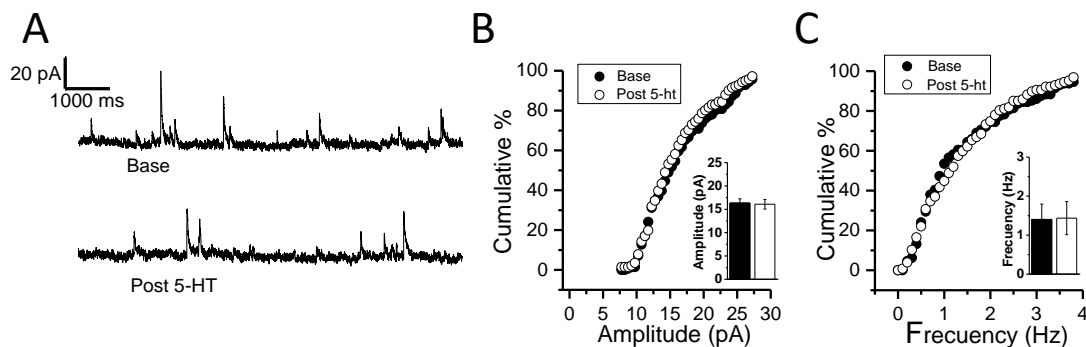 A
20 pA
1000 ms
Base
Post 5-HT
B
Base
Post 5-ht
100
80
60
40
20
0
Cumulative %
0 5 10 15 20 25 30
Amplitude (pA)
25
20
15
10
5
0
Amplitude (pA)
C
Base
Post 5-ht
100
80
60
40
20
0
Cumulative %
0 1 2 3 4
Frecuency (Hz)
3
2
1
0
Frecuency (Hz)